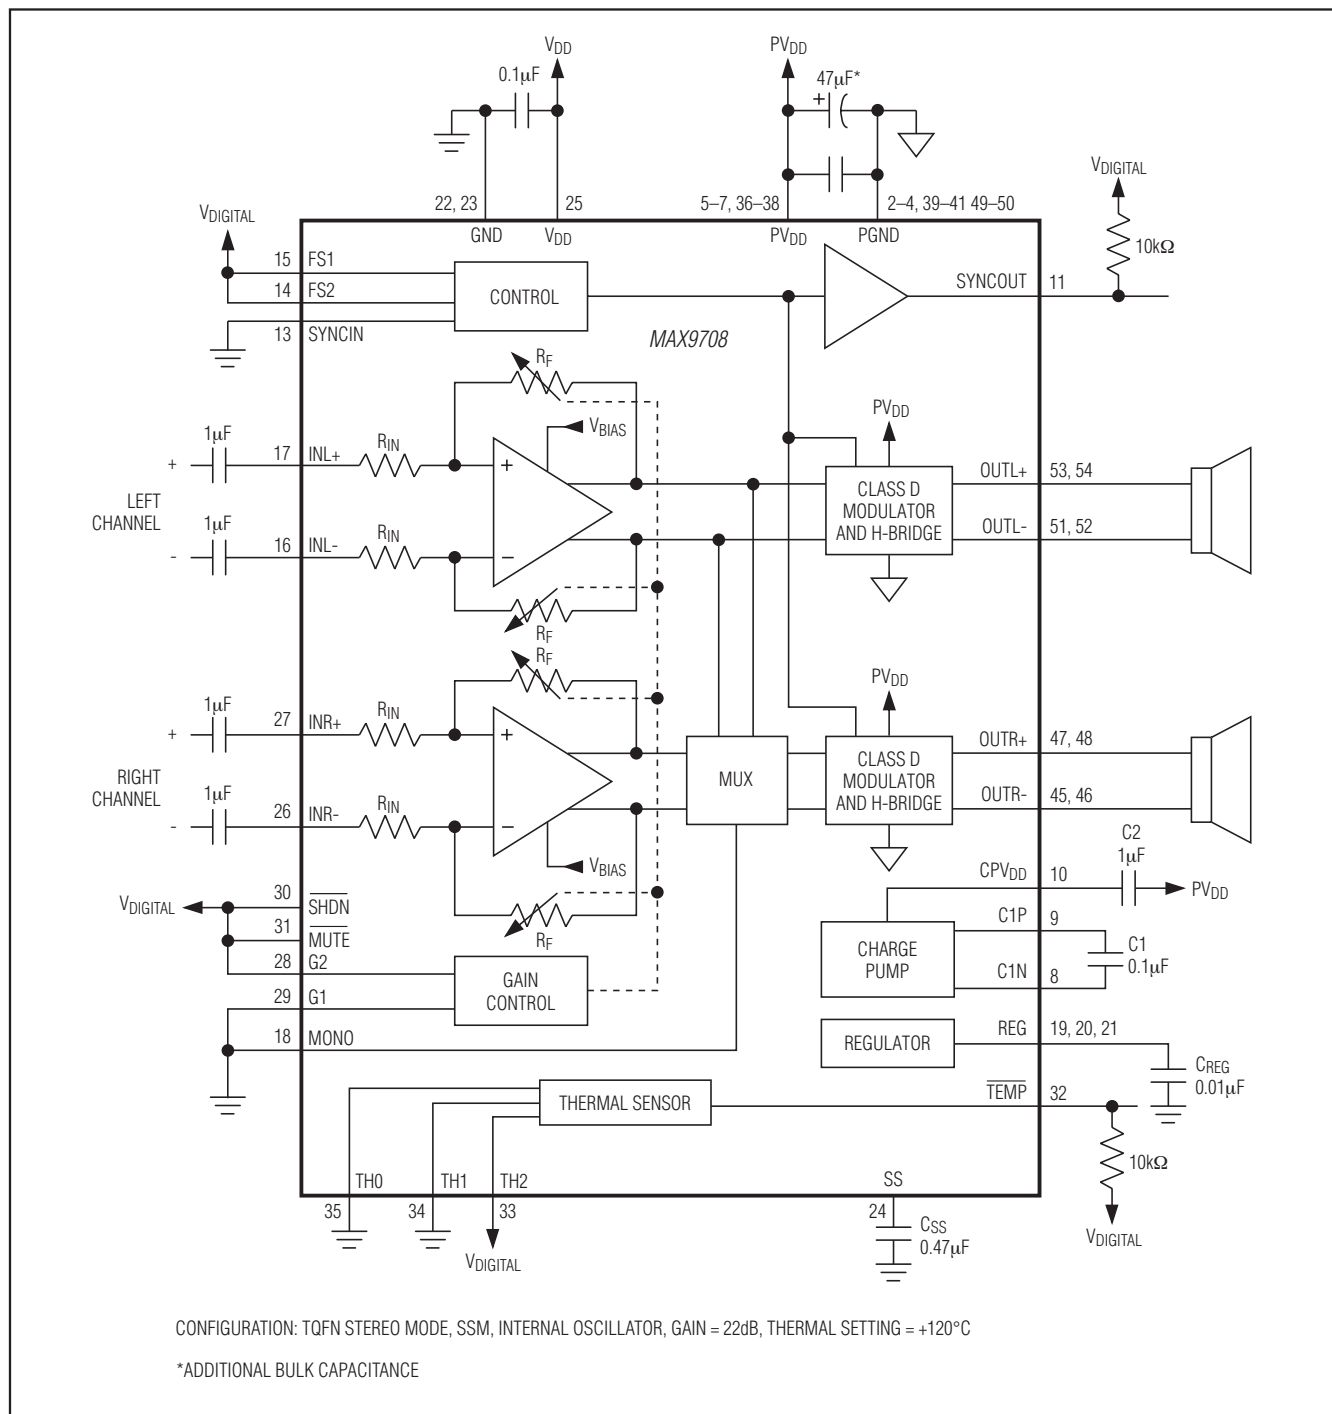 VDD
PVDD
0.1µF
47µF*
+
VDIGITAL
22, 23
25
5–7, 36–38
2–4, 39–41 49–50
VDIGITAL
GND
VDD
PVDD
PGND
10kΩ
15
FS1
14
FS2
13
SYNCIN
CONTROL
SYNCOUT
11
MAX9708
RF
VBIAS
PVDD
1µF
+
17
INL+
RIN
+
LEFT
CHANNEL
1µF
-
16
INL-
RIN
−
CLASS D
MODULATOR
AND H-BRIDGE
OUTL+
53, 54
OUTL-
51, 52
RF
RF
PVDD
1µF
+
27
INR+
RIN
+
RIGHT
CHANNEL
1µF
-
26
INR-
RIN
−
MUX
CLASS D
MODULATOR
AND H-BRIDGE
OUTR+
47, 48
OUTR-
45, 46
VBIAS
RF
C2
1µF
CPVDD
10
PVDD
VDIGITAL
30
SHDN
31
MUTE
28
G2
29
G1
18
MONO
GAIN
CONTROL
CHARGE
PUMP
C1P
9
C1
0.1µF
C1N
8
REGULATOR
REG
19, 20, 21
CREG
0.01µF
THERMAL SENSOR
TEMP
32
10kΩ
VDIGITAL
TH0
TH1
TH2
SS
35
34
33
24
VDIGITAL
CSS
0.47µF
CONFIGURATION: TQFN STEREO MODE, SSM, INTERNAL OSCILLATOR, GAIN = 22dB, THERMAL SETTING = +120°C
*ADDITIONAL BULK CAPACITANCE